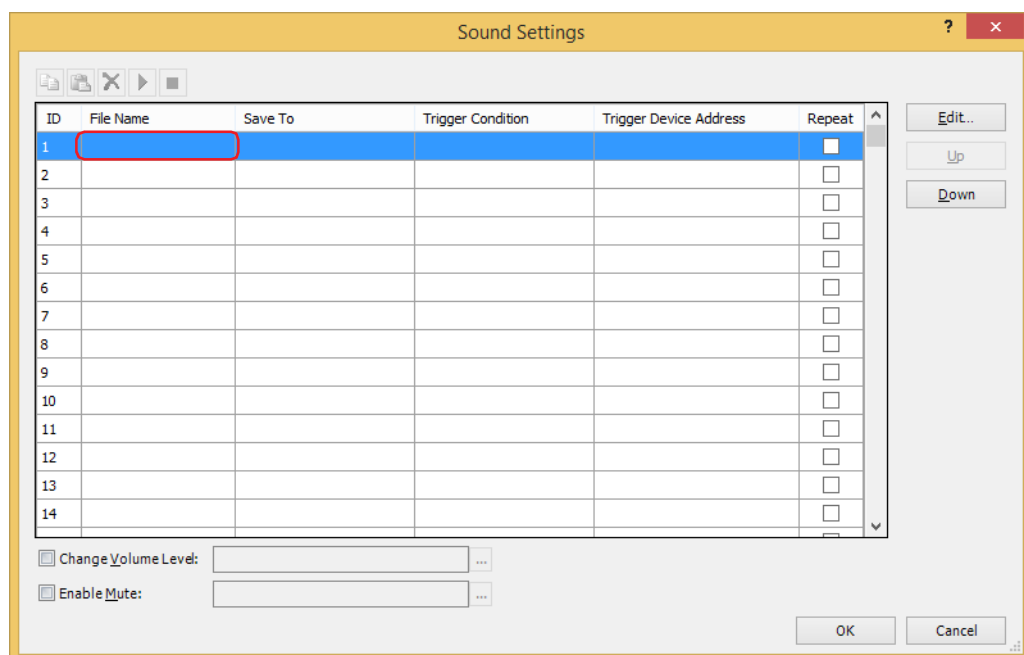 Sound Settings
?
ID File Name Save To Trigger Condition Trigger Device Address Repeat
Edit...
1
Up
2
3
Down
4
5
6
7
8
9
10
11
12
13
14
Change Volume Level: ...
Enable Mute: ...
OK Cancel